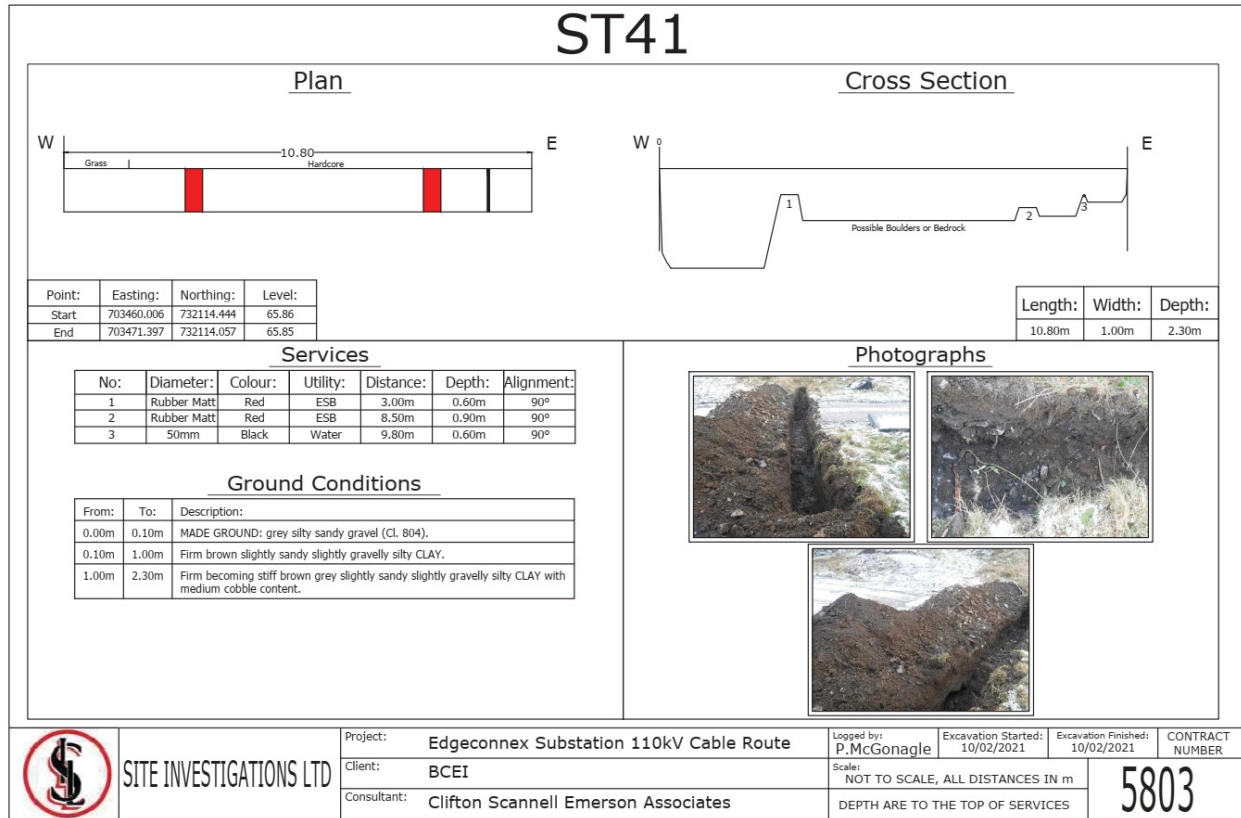 ST41
Plan
W
E
10.80
Grass
Hardcore
Cross Section
W
0
E
1
2
3
Possible Boulders or Bedrock
Point: Easting: Northing: Level:
Start 703460.006 732114.444 65.86
End 703471.397 732114.057 65.85
Length: Width: Depth:
10.80m 1.00m 2.30m
Services
No: Diameter: Colour: Utility: Distance: Depth: Alignment:
1 Rubber Matt Red ESB 3.00m 0.60m 90°
2 Rubber Matt Red ESB 8.50m 0.90m 90°
3 50mm Black Water 9.80m 0.60m 90°
Ground Conditions
From: To: Description:
0.00m 0.10m MADE GROUND: grey silty sandy gravel (Cl. 804).
0.10m 1.00m Firm brown slightly sandy slightly gravelly silty CLAY.
1.00m 2.30m Firm becoming stiff brown grey slightly sandy slightly gravelly silty CLAY with
medium cobble content.
Photographs
SIL
SITE INVESTIGATIONS LTD
Project: Edgeconnex Substation 110kV Cable Route
Client: BCEI
Consultant: Clifton Scannell Emerson Associates
Logged by:
P.McGonagle
Excavation Started:
10/02/2021
Excavation Finished:
10/02/2021
CONTRACT
NUMBER
Scale:
NOT TO SCALE, ALL DISTANCES IN m
DEPTH ARE TO THE TOP OF SERVICES
5803